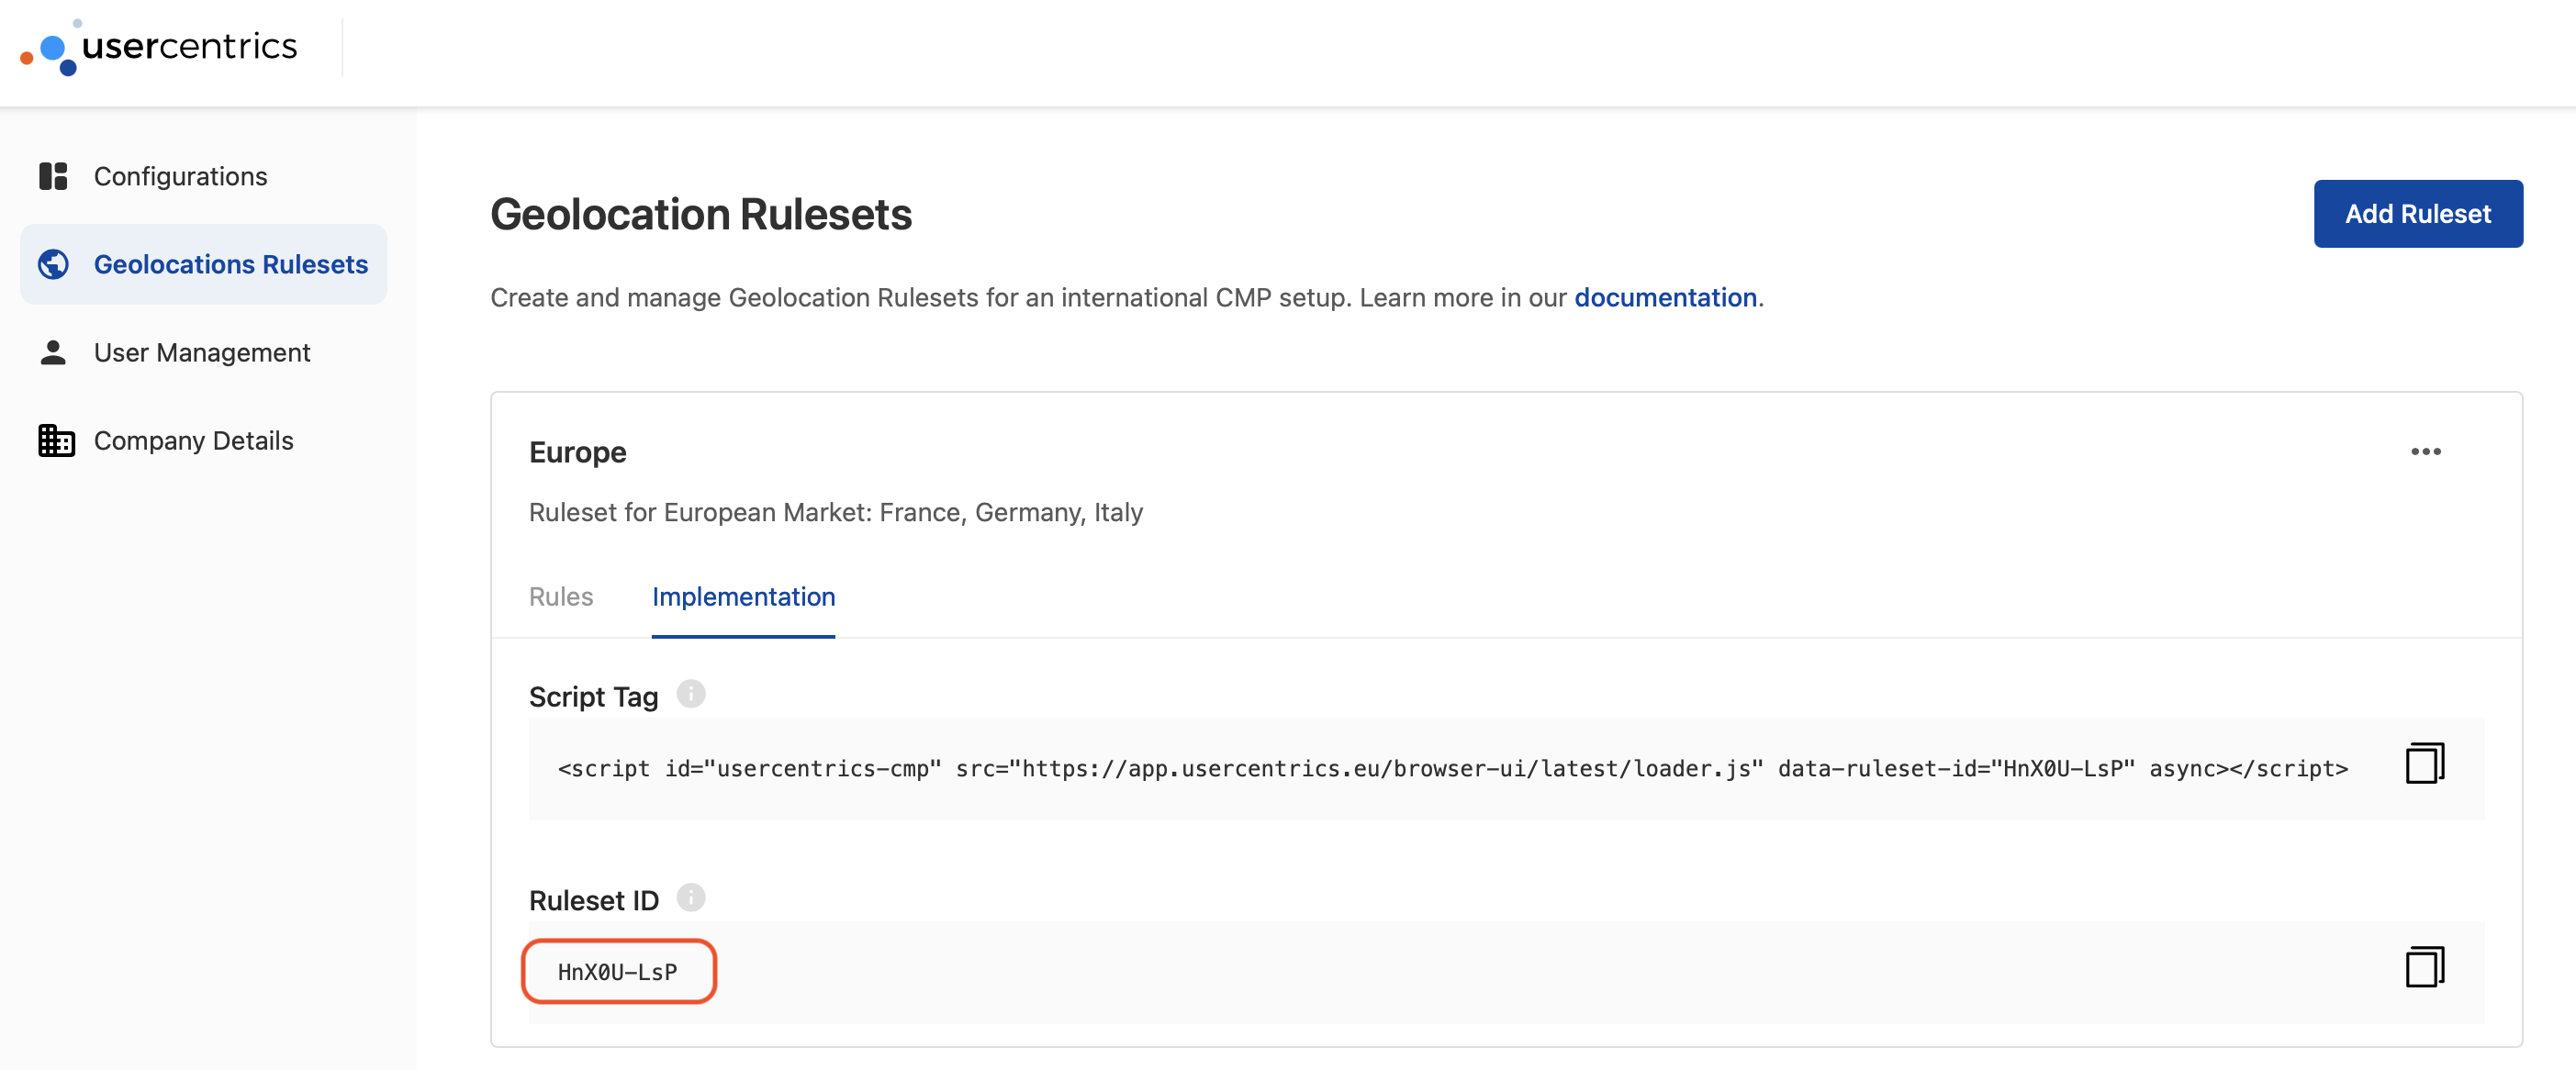 usercentrics
Configurations
Geolocations Rulesets
User Management
Company Details
Geolocation Rulesets
Add Ruleset
Create and manage Geolocation Rulesets for an international CMP setup. Learn more in our documentation.
Europe
Ruleset for European Market: France, Germany, Italy
Rules Implementation
Script Tag
<script id="usercentrics-cmp" src="https://app.usercentrics.eu/browser-ui/latest/loader.js" data-ruleset-id="HnX0U-LsP" async></script>
Ruleset ID
HnX0U-LsP